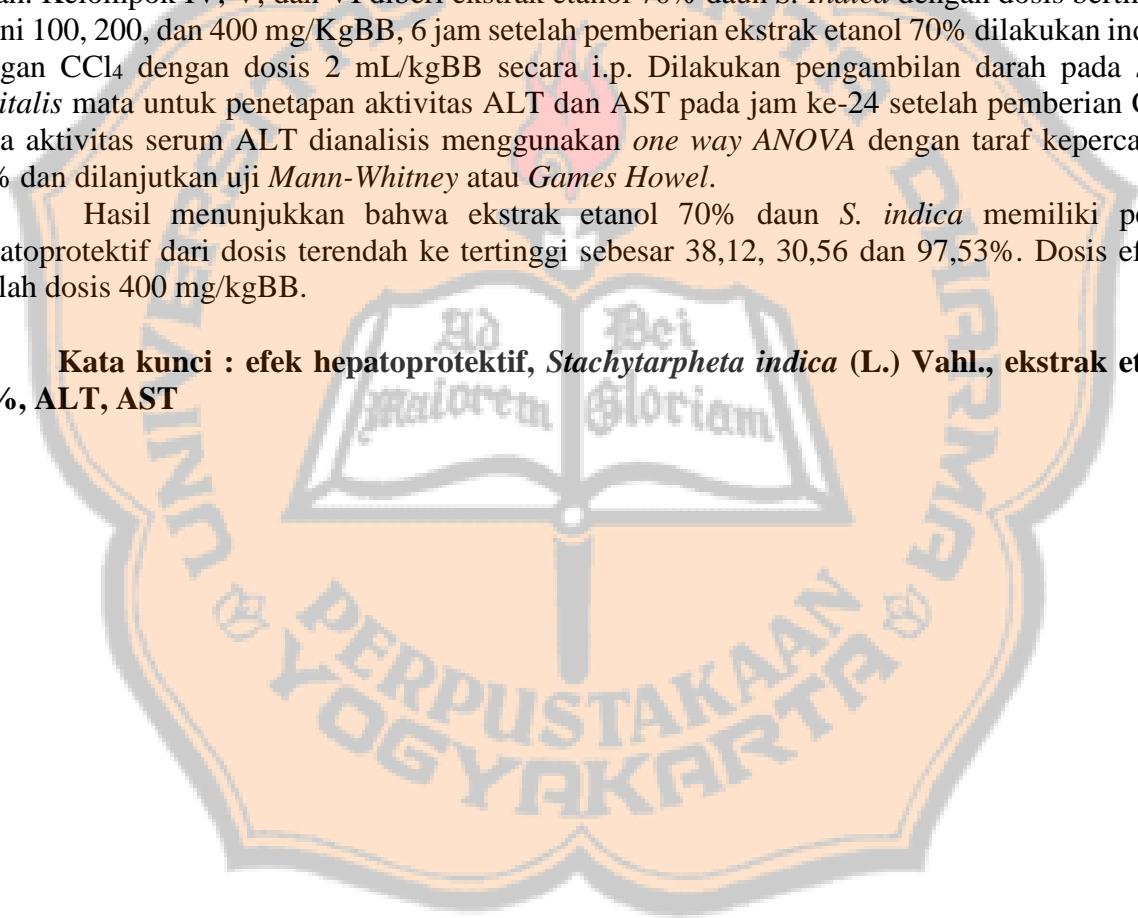 Kelompok IV, V, dan VI diberi ekstrak etanol 70% daun S. indica dengan dosis bertin
ni 100, 200, dan 400 mg/KgBB, 6 jam setelah pemberian ekstrak etanol 70% dilakukan ind
gan CCl₄ dengan dosis 2 mL/kgBB secara i.p. Dilakukan pengambilan darah pada
italis mata untuk penetapan aktivitas ALT dan AST pada jam ke-24 setelah pemberian C
a aktivitas serum ALT dianalisis menggunakan one way ANOVA dengan taraf keperca
% dan dilanjutkan uji Mann-Whitney atau Games Howel.
Hasil menunjukkan bahwa ekstrak etanol 70% daun S. indica memiliki p
atoprotektif dari dosis terendah ke tertinggi sebesar 38,12, 30,56 dan 97,53%. Dosis ef
lah dosis 400 mg/kgBB.
Kata kunci : efek hepatoprotektif, Stachytarpheta indica (L.) Vahl., ekstrak et
%, ALT, AST
UNIVERSIT
DHARMA
Ad
maiorem
Dei
Gloriam
PERPUSTAKAAN
YOGYAKARTA